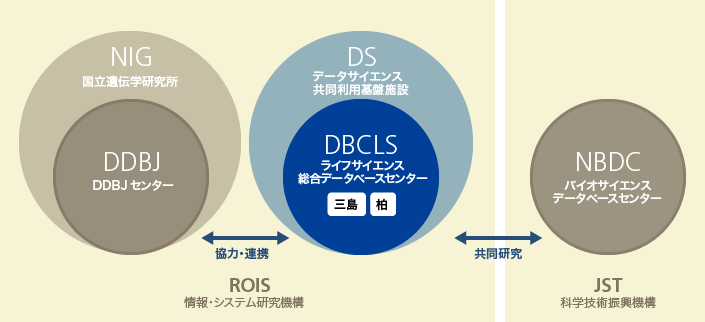 NIG
国立遺伝学研究所
DDBJ
DDBJ センター
DS
データサイエンス
共同利用基盤施設
DBCLS
ライフサイエンス
総合データベースセンター
三島 柏
NBDC
バイオサイエンス
データベースセンター
協力・連携
共同研究
ROIS
情報・システム研究機構
JST
科学技術振興機構